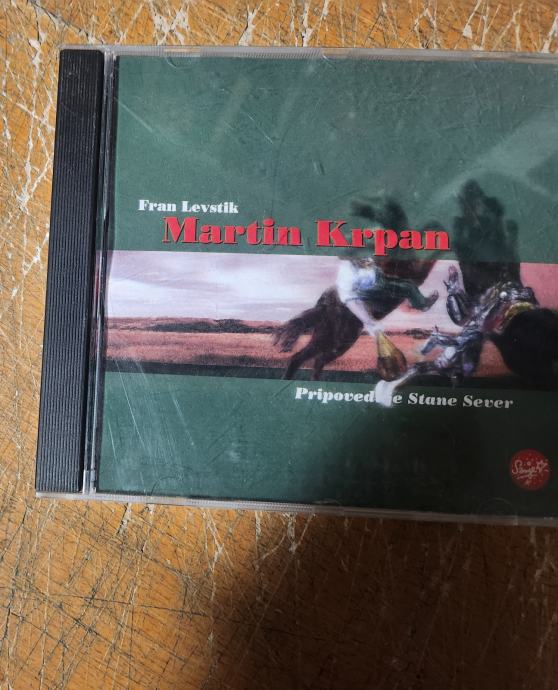 Fran Levstik
Martin Krpan
Stane Sever